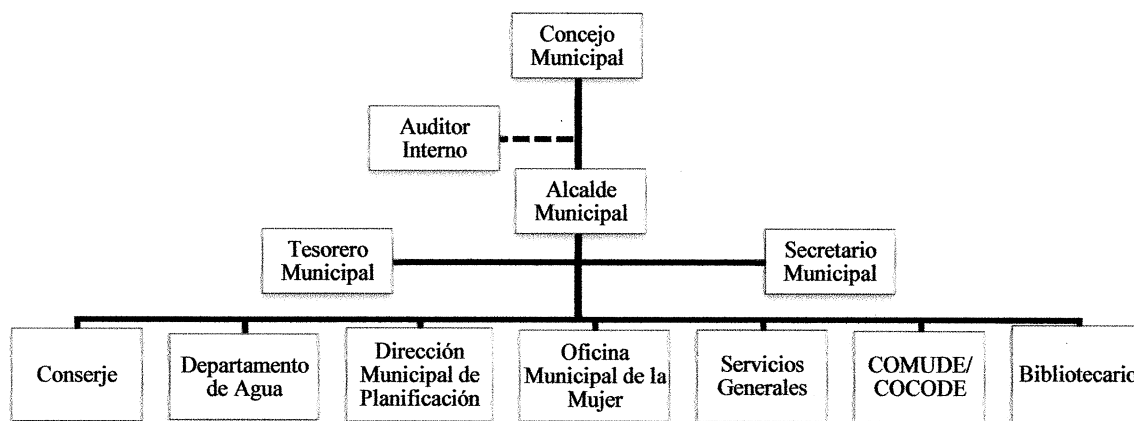 Concejo
Municipal
Auditor
Interno
Alcalde
Municipal
Tesorero
Municipal
Secretario
Municipal
Conserje
Departamento
de Agua
Dirección
Municipal de
Planificación
Oficina
Municipal de la
Mujer
Servicios
Generales
COMUDE/
COCODE
Bibliotecario